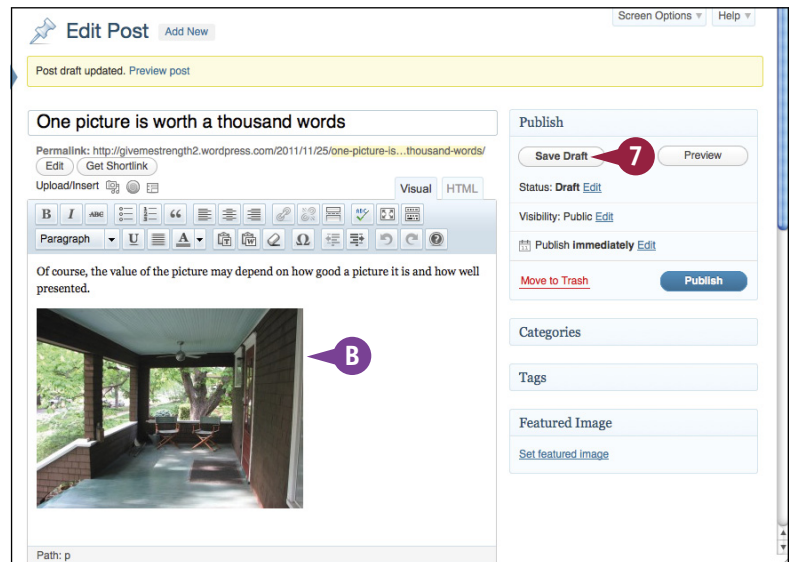 Screen Options Help
Edit Post Add New
Post draft updated. Preview post
One picture is worth a thousand words
Permalink: http://givemestrength2.wordpress.com/2011/11/25/one-picture-is...thousand-words/
Edit Get Shortlink
Upload/Insert
Visual HTML
B I ABC “ ABC
Paragraph U A T W Ω ?
Of course, the value of the picture may depend on how good a picture it is and how well
presented.
B
Path: p
Publish
Save Draft 7 Preview
Status: Draft Edit
Visibility: Public Edit
Publish immediately Edit
Move to Trash Publish
Categories
Tags
Featured Image
Set featured image